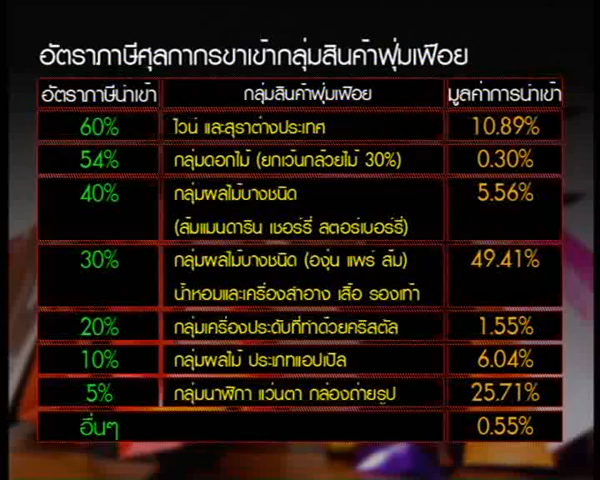 อัตราภาษีศุลกากรขาเข้ากลุ่มสินค้าฟุ่มเฟือย
อัตราภาษีนำเข้า กลุ่มสินค้าฟุ่มเฟือย มูลค่าการนำเข้า
60% ไวน์ และสุราต่างประเทศ 10.89%
54% กลุ่มดอกไม้ (ยกเว้นกล้วยไม้ 30%) 0.30%
40% กลุ่มผลไม้บางชนิด 5.56%
(ส้มแมนดาริน เชอร์รี่ สตอร์เบอร์รี่)
30% กลุ่มผลไม้บางชนิด (องุ่น แพร์ ส้ม) 49.41%
น้ำหอมและเครื่องสำอาง เสื้อ รองเท้า
20% กลุ่มเครื่องประดับที่ทำด้วยคริสตัล 1.55%
10% กลุ่มผลไม้ ประเภทแอปเปิล 6.04%
5% กลุ่มนาฬิกา แว่นตา กล่องถ่ายรูป 25.71%
อื่นๆ 0.55%